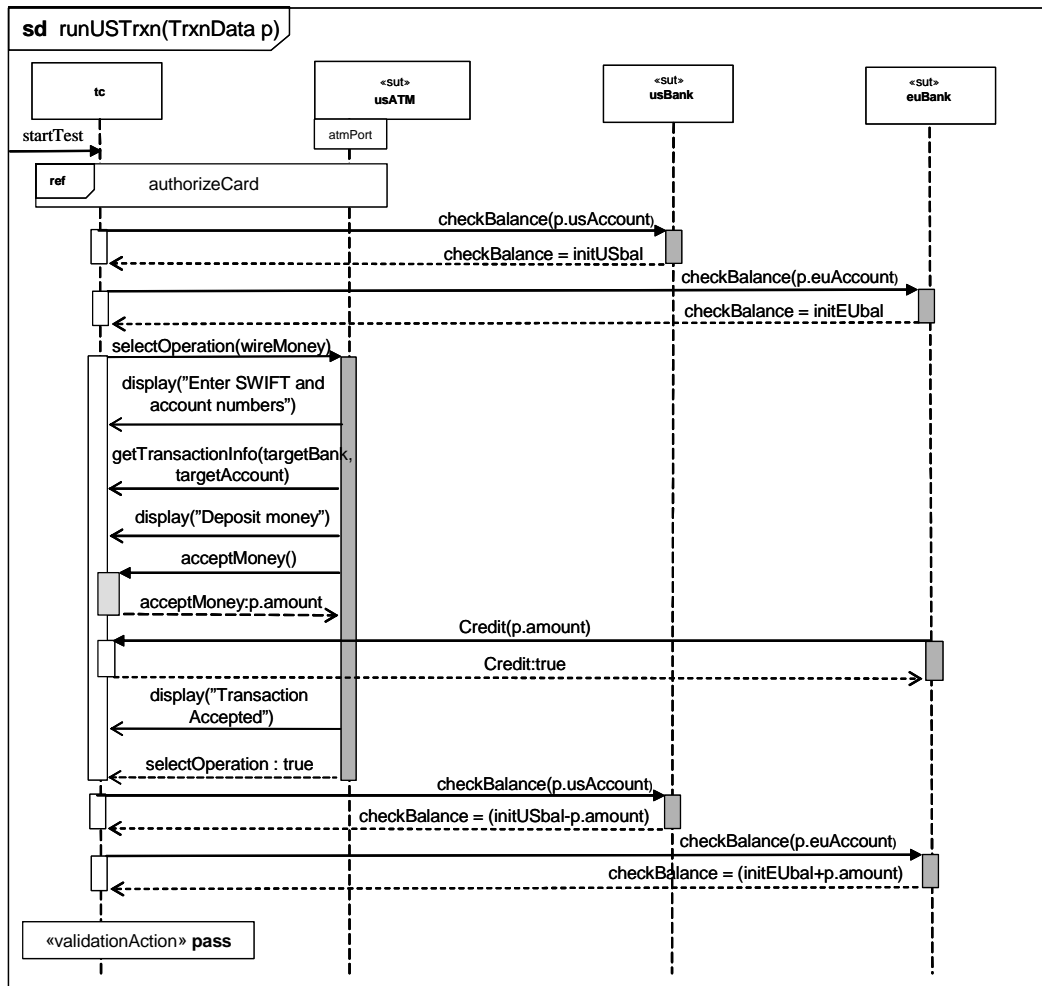 sd runUSTrxn(TrxnData p)
tc
«sut»
usATM
«sut»
usBank
«sut»
euBank
startTest
atmPort
ref
authorizeCard
checkBalance(p.usAccount)
checkBalance = initUSbal
checkBalance(p.euAccount)
checkBalance = initEUbal
selectOperation(wireMoney)
display("Enter SWIFT and
account numbers")
getTransactionInfo(targetBank,
targetAccount)
display("Deposit money")
acceptMoney()
acceptMoney:p.amount
Credit(p.amount)
Credit:true
display("Transaction
Accepted")
selectOperation : true
checkBalance(p.usAccount)
checkBalance = (initUSbal-p.amount)
checkBalance(p.euAccount)
checkBalance = (initEUbal+p.amount)
«validationAction» pass